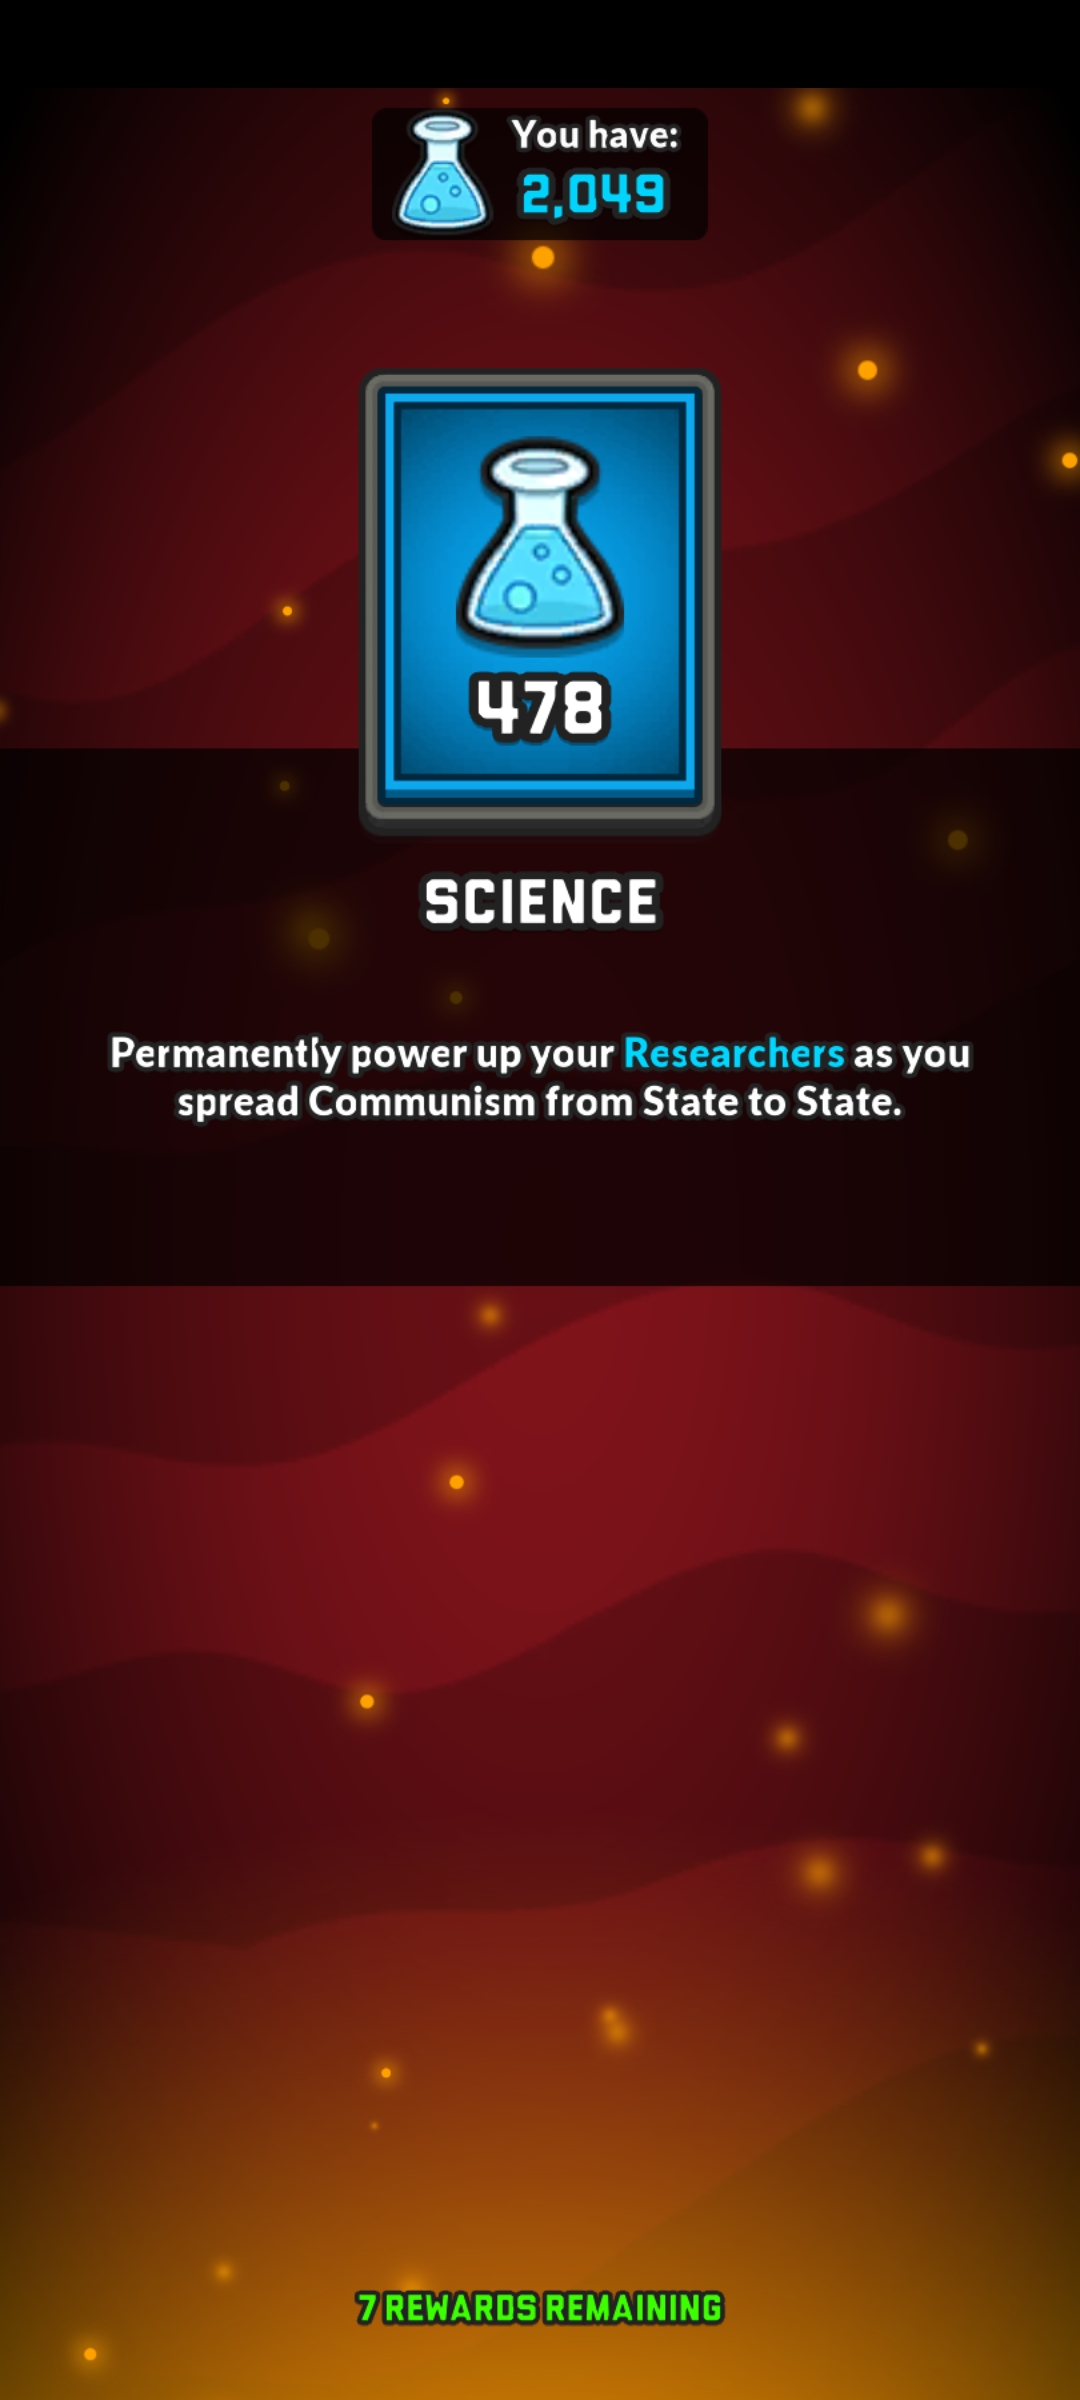 You have:
2,049
478
SCIENCE
Permanently power up your Researchers as you
spread Communism from State to State.
7 REWARDS REMAINING